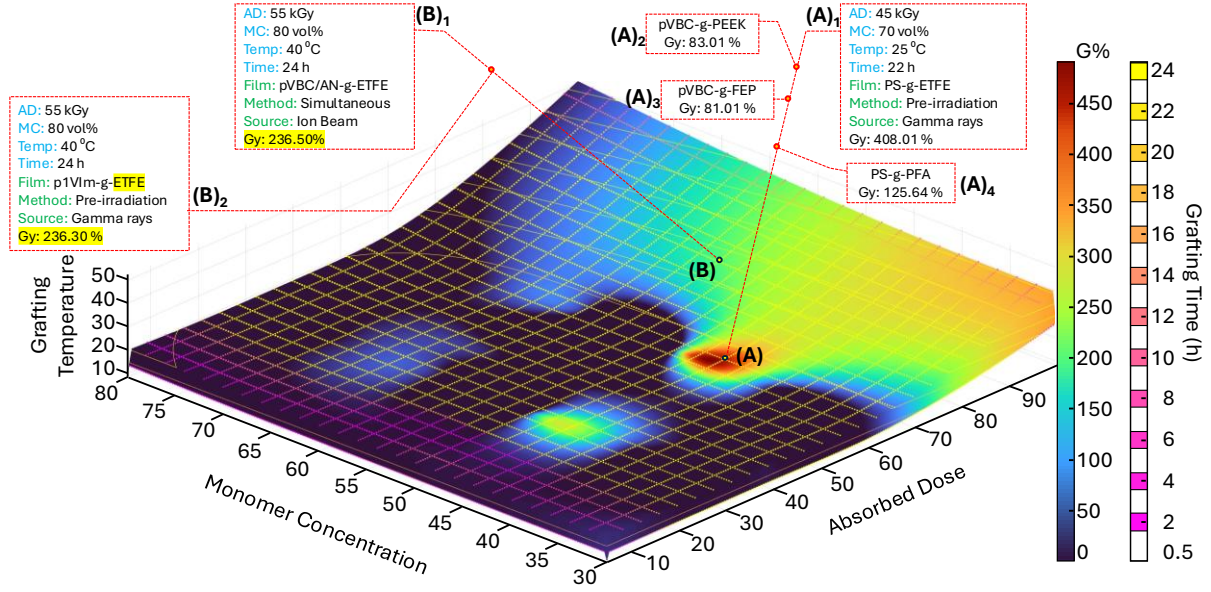 AD: 55 kGy
MC: 80 vol%
Temp: 40 ⁰C
Time: 24 h
Film: pVBC/AN-g-ETFE
Method: Simultaneous
Source: Ion Beam
Gy: 236.50%
(B)₁
(A)₂
pVBC-g-PEEK
Gy: 83.01 %
(A)₁
AD: 45 kGy
MC: 70 vol%
Temp: 25 ⁰C
Time: 22 h
Film: PS-g-ETFE
Method: Pre-irradiation
Source: Gamma rays
Gy: 408.01%
(A)₃
pVBC-g-FEP
Gy: 81.01 %
PS-g-PFA
Gy: 125.64 %
(A)₄
AD: 55 kGy
MC: 80 vol%
Temp: 40 ⁰C
Time: 24 h
Film: p1VIm-g-ETFE
Method: Pre-irradiation
Source: Gamma rays
Gy: 236.30 %
(B)₂
(B)
(A)
Grafting
Temperature
50
40
30
20
10
80
75
70
65
60
55
50
45
40
35
30
Monomer Concentration
10
20
30
40
50
60
70
80
90
Absorbed Dose
G%
450
400
350
300
250
200
150
100
50
0
24
22
20
18
16
14
12
10
8
6
4
2
0.5
Grafting Time (h)